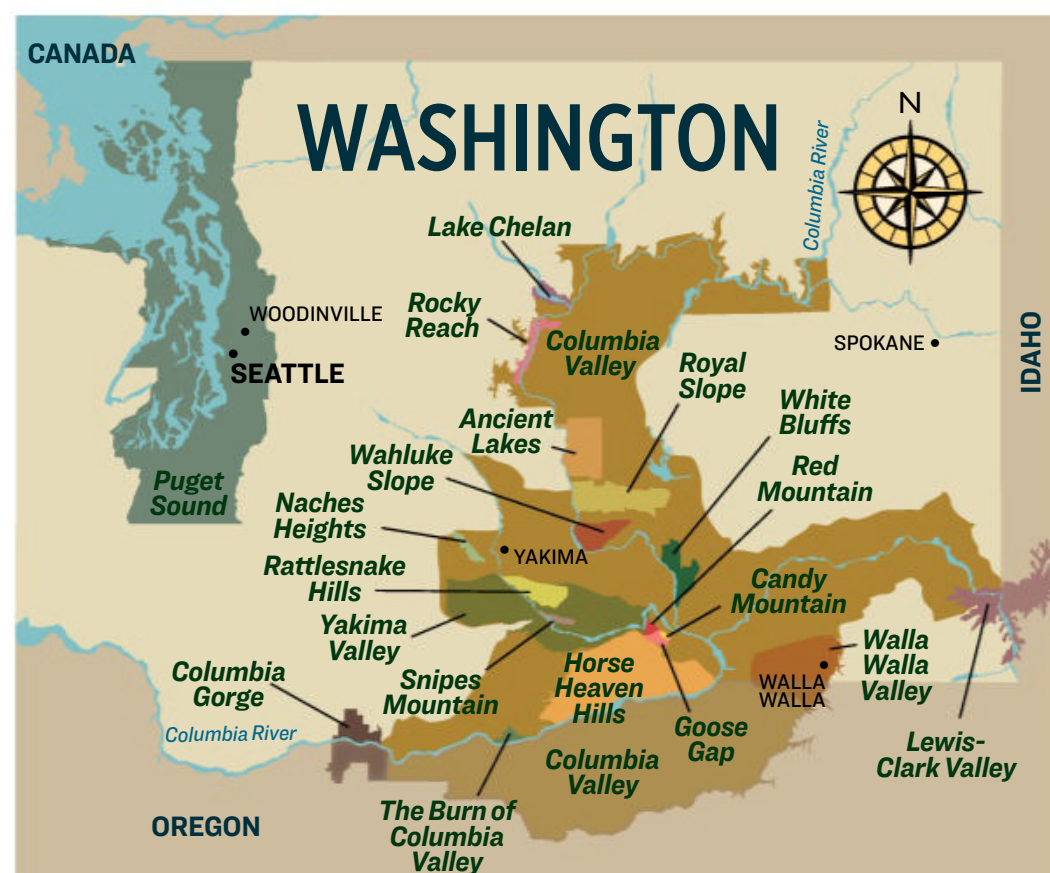 CANADA
WASHINGTON
N
Columbia River
Lake Chelan
Rocky
Reach
WOODINVILLE
SEATTLE
Columbia
Valley
SPOKANE
IDAHO
Royal
Slope
White
Bluffs
Ancient
Lakes
Wahluke
Slope
Red
Mountain
Puget
Sound
Naches
Heights
YAKIMA
Rattlesnake
Hills
Candy
Mountain
Yakima
Valley
Walla
Walla
Valley
Columbia
Gorge
Snipes
Mountain
Horse
Heaven
Hills
WALLA
WALLA
Columbia River
Goose
Gap
Lewis-
Clark Valley
Columbia
Valley
OREGON
The Burn of
Columbia
Valley